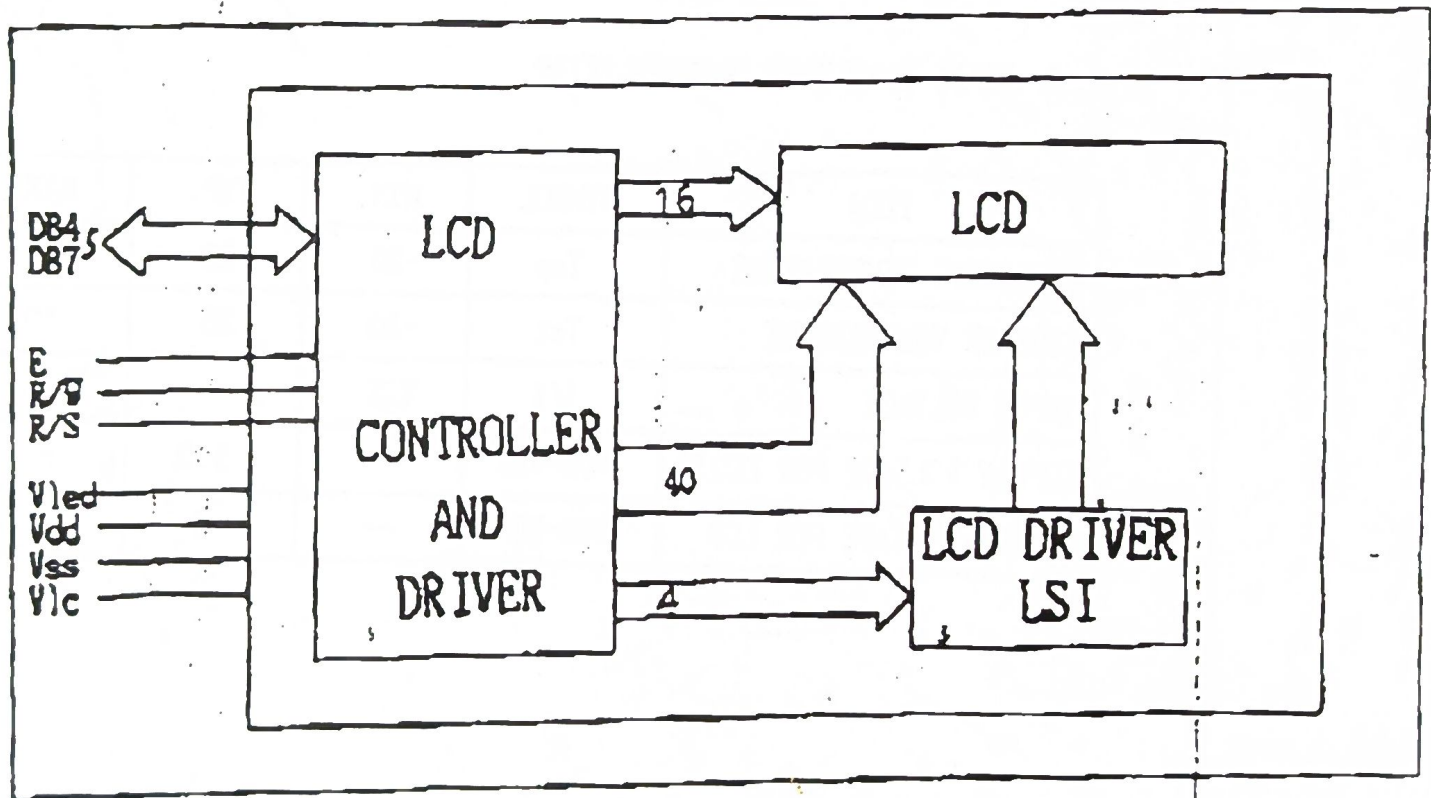 DB4
DB7
E
R/W
R/S
Vled
Vdd
Vss
Vlc
LCD
CONTROLLER
AND
DRIVER
16
40
4
LCD
LCD DRIVER
LSI